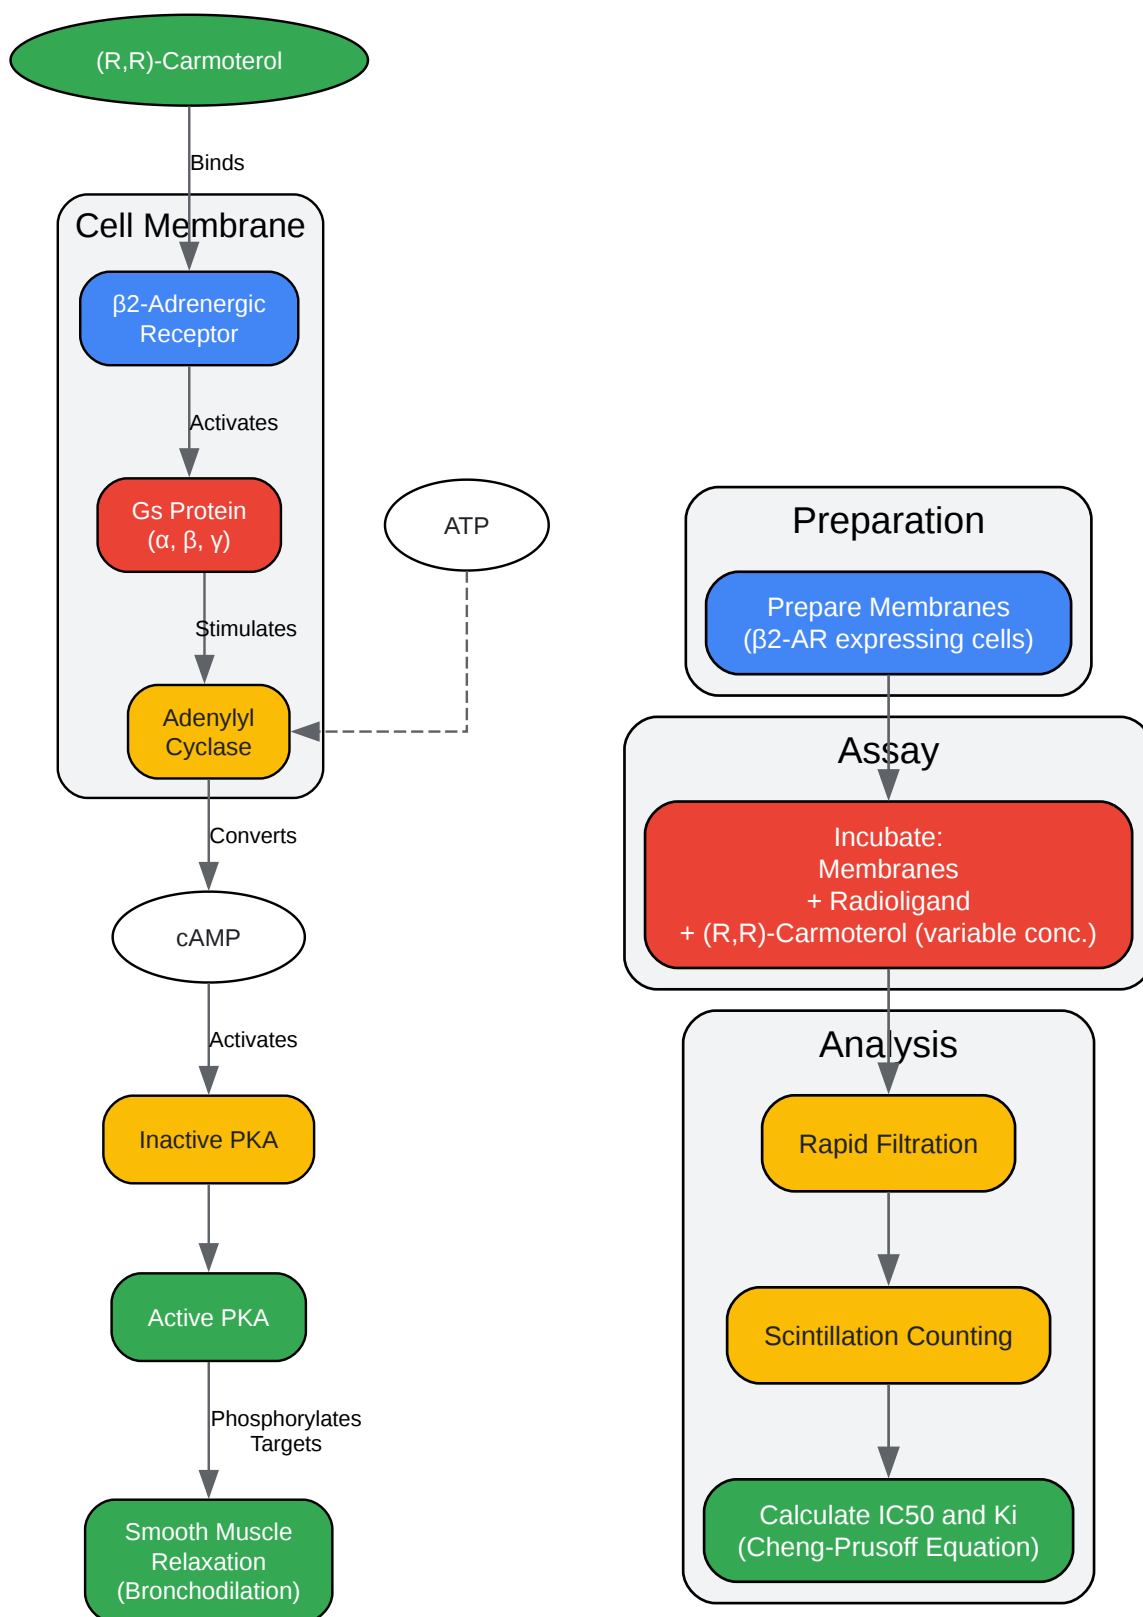 (R,R)-Carmoterol
Binds
Cell Membrane
β2-Adrenergic
Receptor
Activates
Gs Protein
(α, β, γ)
ATP
Stimulates
Adenylyl
Cyclase
Converts
cAMP
Activates
Inactive PKA
Active PKA
Phosphorylates
Targets
Smooth Muscle
Relaxation
(Bronchodilation)
Preparation
Prepare Membranes
(β2-AR expressing cells)
Assay
Incubate:
Membranes
+ Radioligand
+ (R,R)-Carmoterol (variable conc.)
Analysis
Rapid Filtration
Scintillation Counting
Calculate IC50 and Ki
(Cheng-Prusoff Equation)